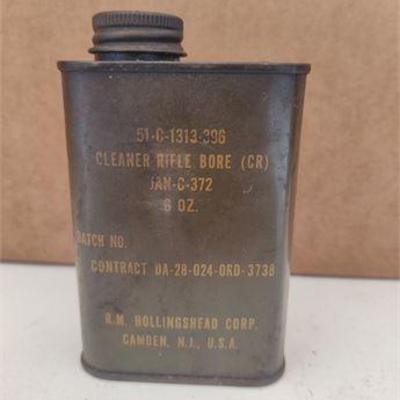 51-C-1313-396
CLEANER RIFLE BORE (CR)
JAN-C-372
6 OZ.
BATCH NO.
CONTRACT DA-28-024-ORD-3738
R.M. HOLLINGSHEAD CORP.
CAMDEN, N.J., U.S.A.